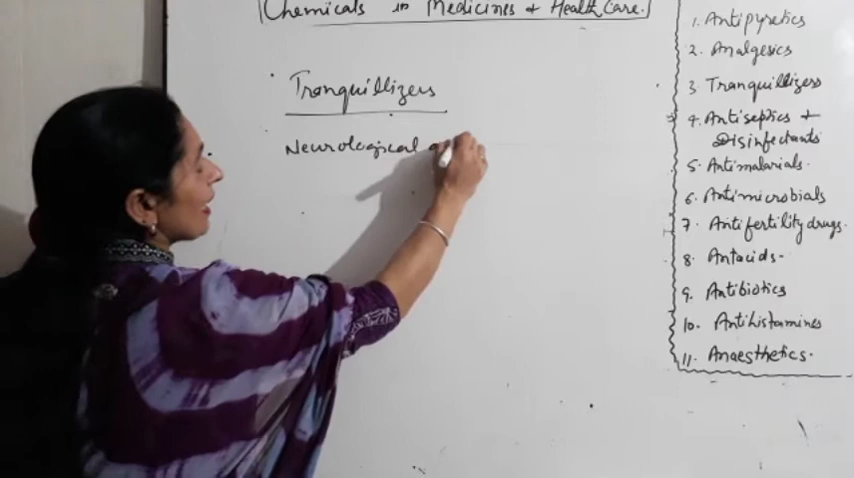 Chemicals in Medicines & Health Care.
Tranquillizers
Neurological
1. Antipyretics
2. Analgesics
3 Tranquillizers
4. Antiseptics &
Disinfectants
5. Antimalarials.
6. Antimicrobials
7. Antifertility drugs.
8. Antacids.
9. Antibiotics
10. Antihistamines
11. Anaesthetics.